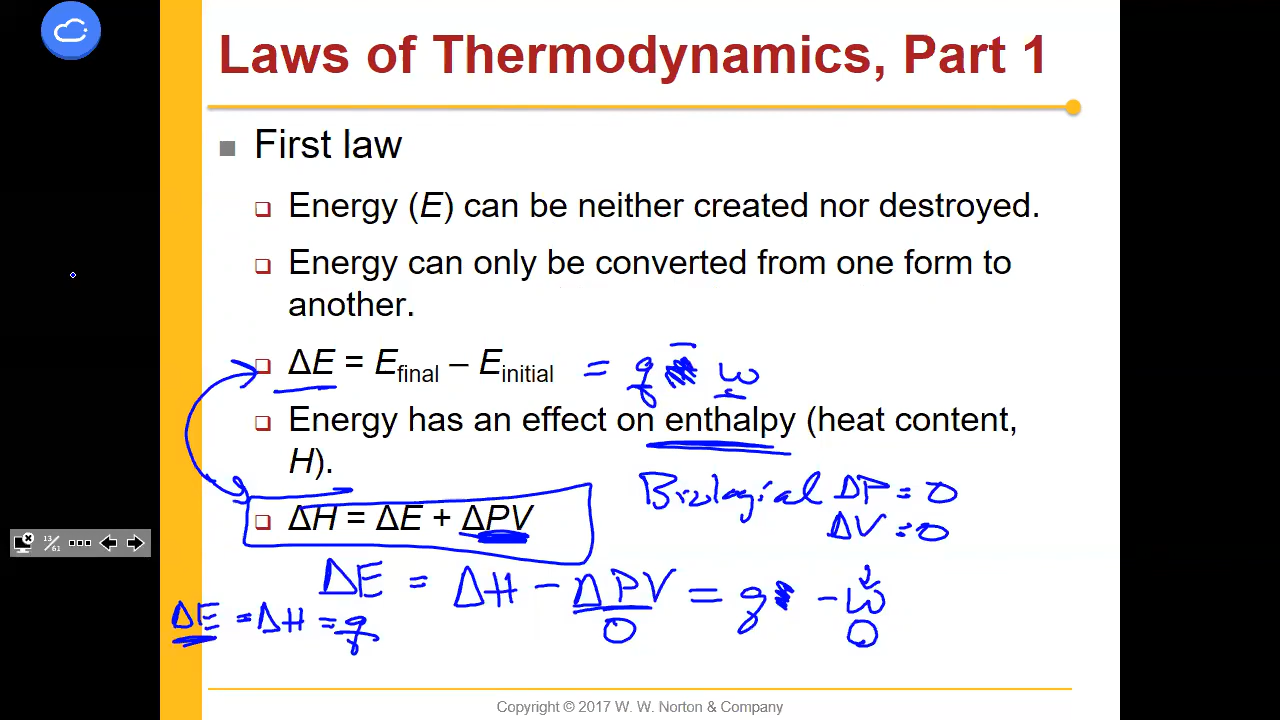 Laws of Thermodynamics, Part 1
First law
Energy (E) can be neither created nor destroyed.
Energy can only be converted from one form to
another.
ΔE = Efinal – Einitial = q - w
Energy has an effect on enthalpy (heat content,
H).
Biological ΔP = 0
ΔH = ΔE + ΔPV
ΔV = 0
ΔE = ΔH - ΔPV = q - w
0 0
ΔE = ΔH = q
13/61
Copyright © 2017 W. W. Norton & Company